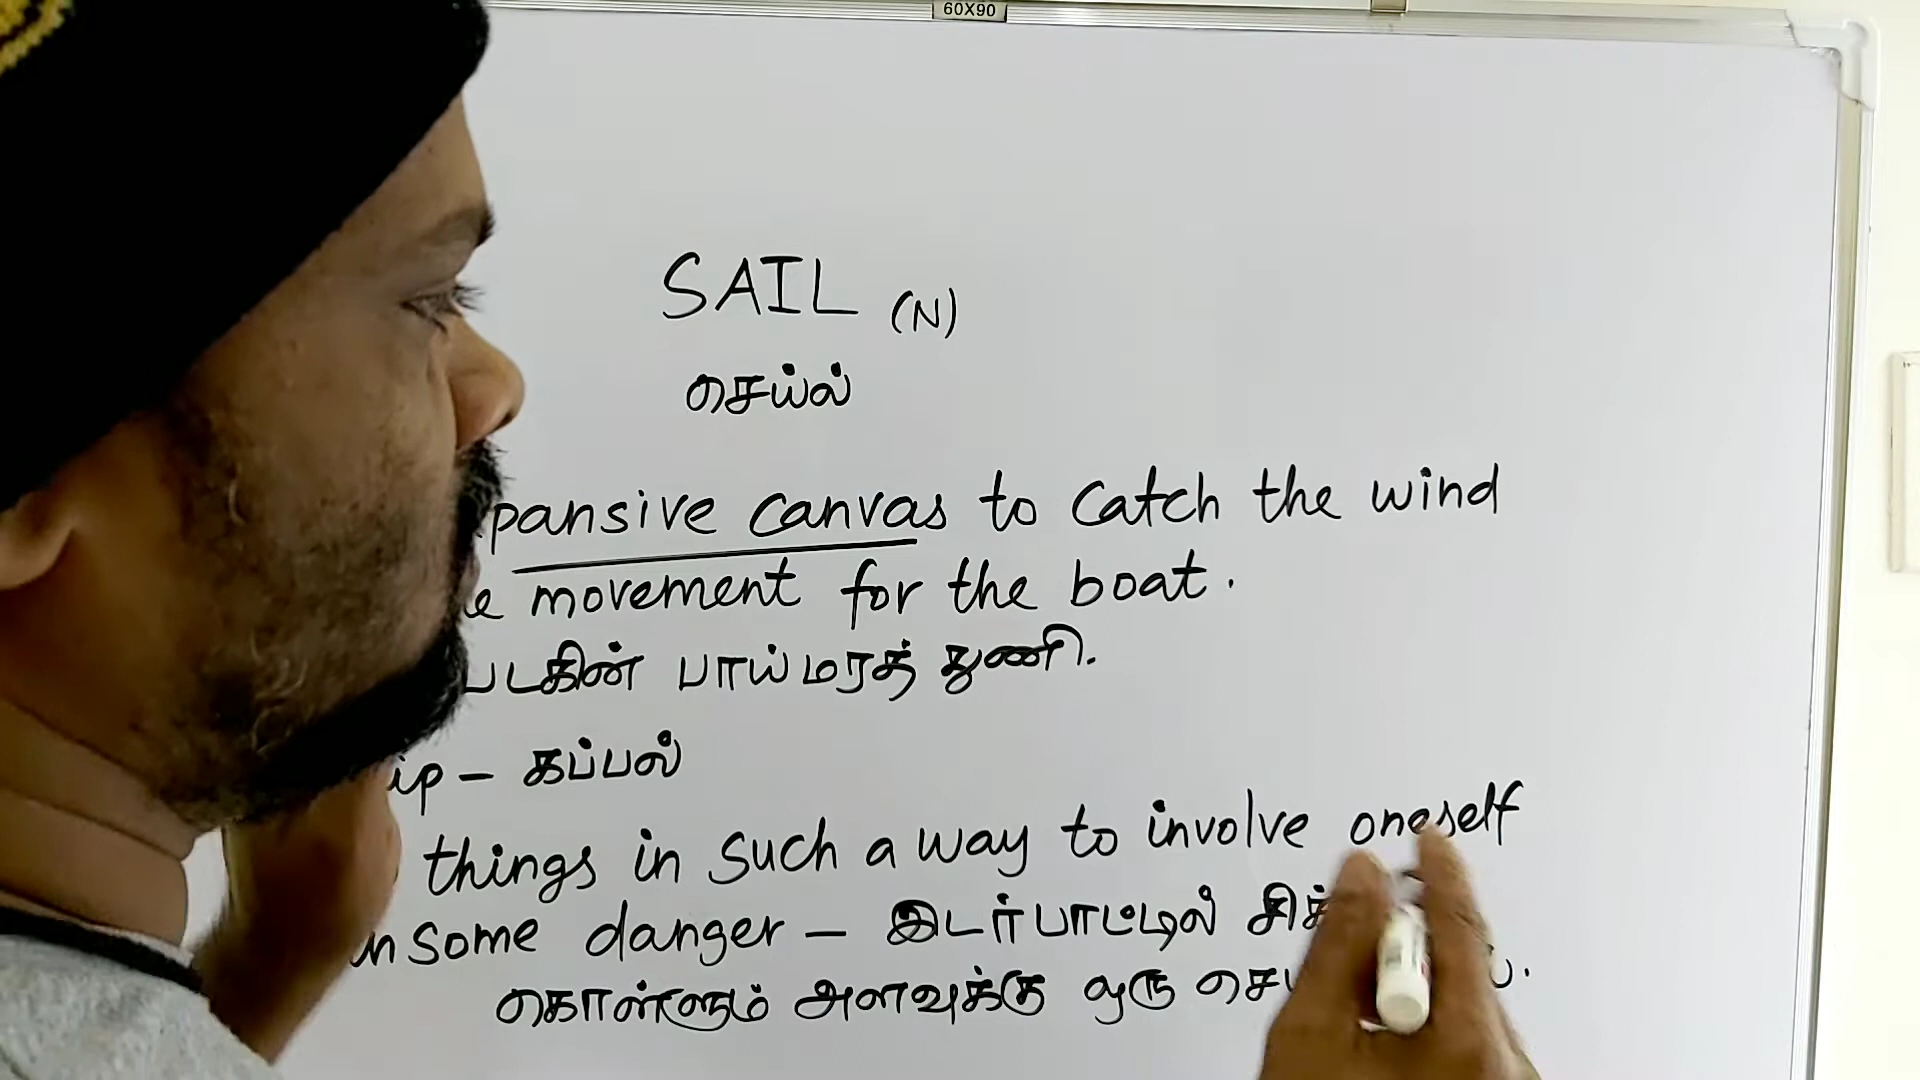 60X90
SAIL (N)
செய்ல்
pansive canvas to catch the wind
e movement for the boat.
படகின் பாய்மரத் துணி.
ip – கப்பல்
things in such a way to involve oneself
in some danger – இடர்பாட்டில்
கொள்ளும் அளவுக்கு ஒரு